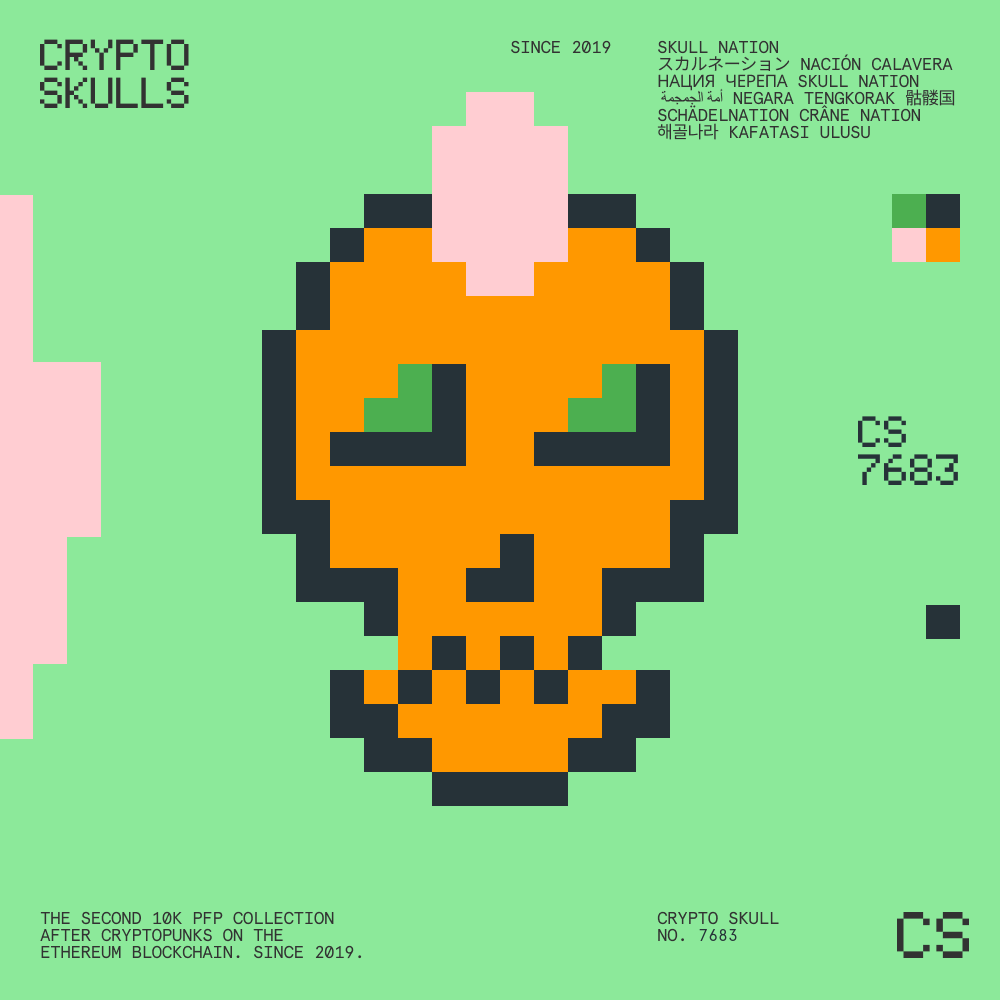 CRYPTO
SKULLS
SINCE 2019
SKULL NATION
スカルネーション NACIÓN CALAVERA
НАЦИЯ ЧЕРЕПА SKULL NATION
أمة الجمجمة NEGARA TENGKORAK 骷髅国
SCHÄDELNATION CRÂNE NATION
해골나라 KAFATASI ULUSU
CS
7683
THE SECOND 10K PFP COLLECTION
AFTER CRYPTOPUNKS ON THE
ETHEREUM BLOCKCHAIN. SINCE 2019.
CRYPTO SKULL
NO. 7683
CS